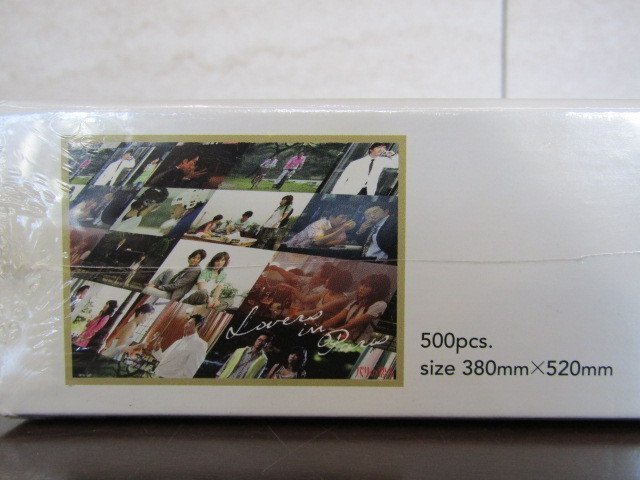 Lovers
in Paris
500pcs.
size 380mm×520mm